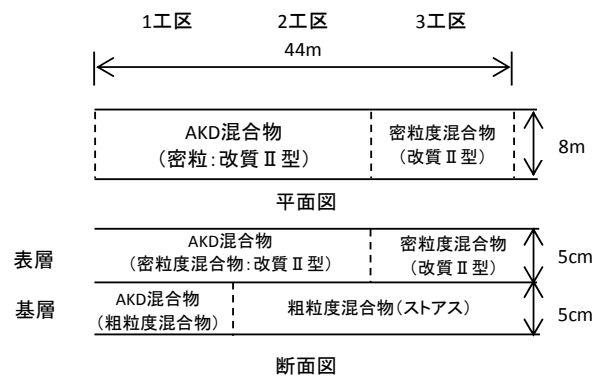 1工区 2工区 3工区
44m
AKD混合物
(密粒:改質Ⅱ型)
密粒度混合物
(改質Ⅱ型)
8m
平面図
表層
AKD混合物
(密粒度混合物:改質Ⅱ型)
密粒度混合物
(改質Ⅱ型)
5cm
基層
AKD混合物
(粗粒度混合物)
粗粒度混合物(ストアス)
5cm
断面図